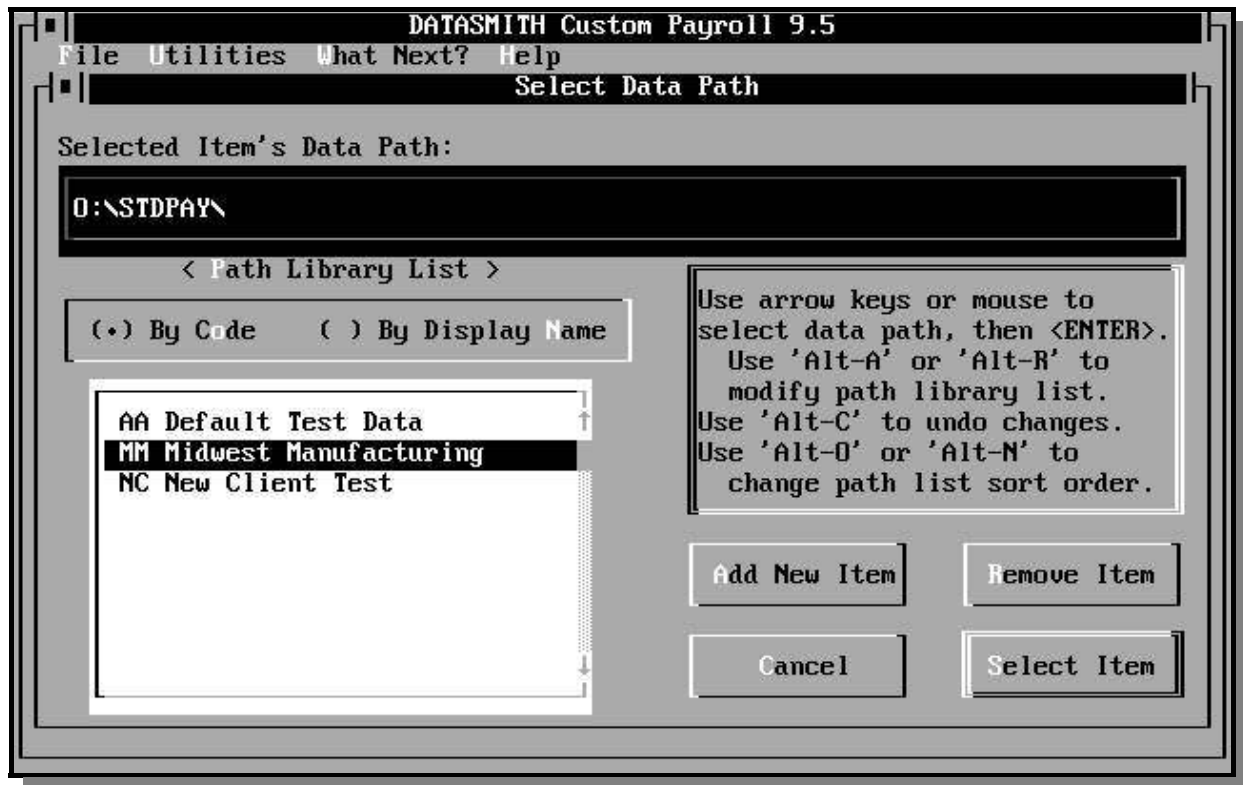 DATASMITH Custom Payroll 9.5
File Utilities What Next? Help
Select Data Path
Selected Item's Data Path:
O:\STDPAY\
< Path Library List >
(•) By Code ( ) By Display Name
AA Default Test Data
MM Midwest Manufacturing
NC New Client Test
Use arrow keys or mouse to
select data path, then <ENTER>.
Use 'Alt-A' or 'Alt-R' to
modify path library list.
Use 'Alt-C' to undo changes.
Use 'Alt-O' or 'Alt-N' to
change path list sort order.
Add New Item
Remove Item
Cancel
Select Item